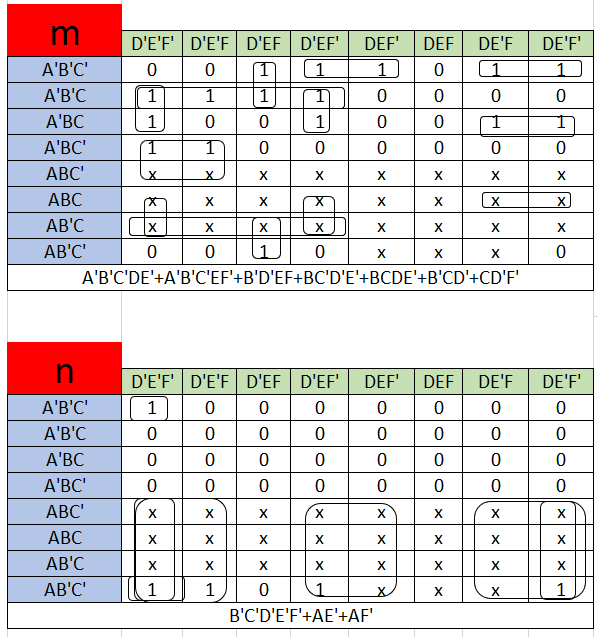 m D'E'F' D'E'F D'EF D'EF' DEF' DEF DE'F DE'F'
A'B'C' 0 0 1 1 1 0 1 1
A'B'C 1 1 1 1 0 0 0 0
A'BC 1 0 0 1 0 0 1 1
A'BC' 1 1 0 0 0 0 0 0
ABC' x x x x x x x x
ABC x x x x x x x x
AB'C x x x x x x x x
AB'C' 0 0 1 0 x x x 0
A'B'C'DE'+A'B'C'EF'+B'D'EF+BC'D'E'+BCDE'+B'CD'+CD'F'
n D'E'F' D'E'F D'EF D'EF' DEF' DEF DE'F DE'F'
A'B'C' 1 0 0 0 0 0 0 0
A'B'C 0 0 0 0 0 0 0 0
A'BC 0 0 0 0 0 0 0 0
A'BC' 0 0 0 0 0 0 0 0
ABC' x x x x x x x x
ABC x x x x x x x x
AB'C x x x x x x x x
AB'C' 1 1 0 1 x x x 1
B'C'D'E'F'+AE'+AF'